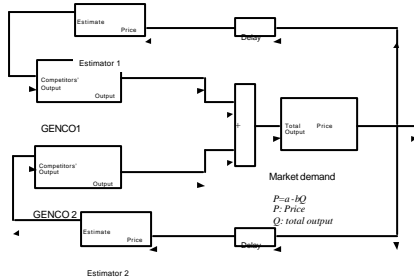 Estimate
Price
Delay
Estimator 1
Competitors'
Output
Output
GENCO1
+
Total
Output
Price
Competitors'
Output
Output
Market demand
GENCO 2
P=a-bQ
P: Price
Q: total output
Estimate
Price
Delay
Estimator 2